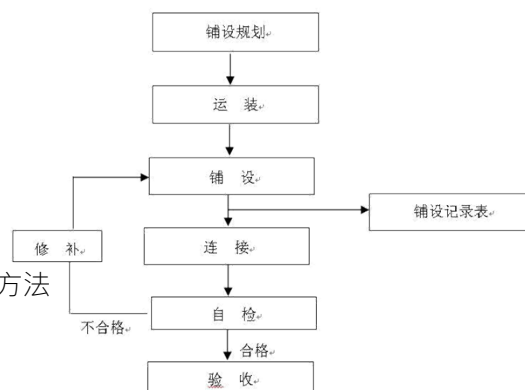 铺设规划
运 装
铺 设
铺设记录表
修 补
连 接
方法
自 检
不合格
合格
验 收